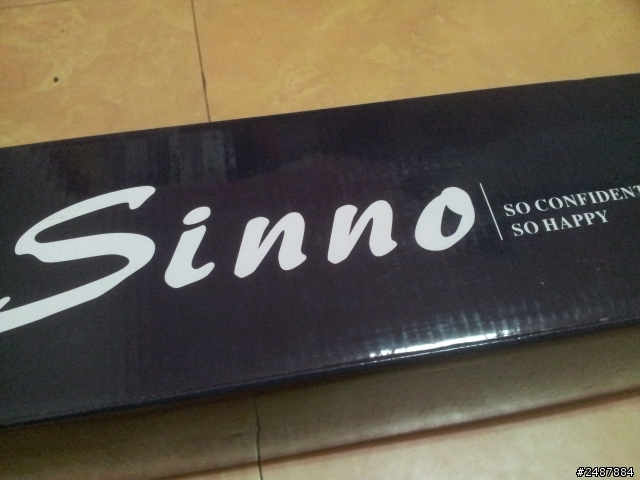 Sinno
SO CONFIDENT
SO HAPPY
#2487884